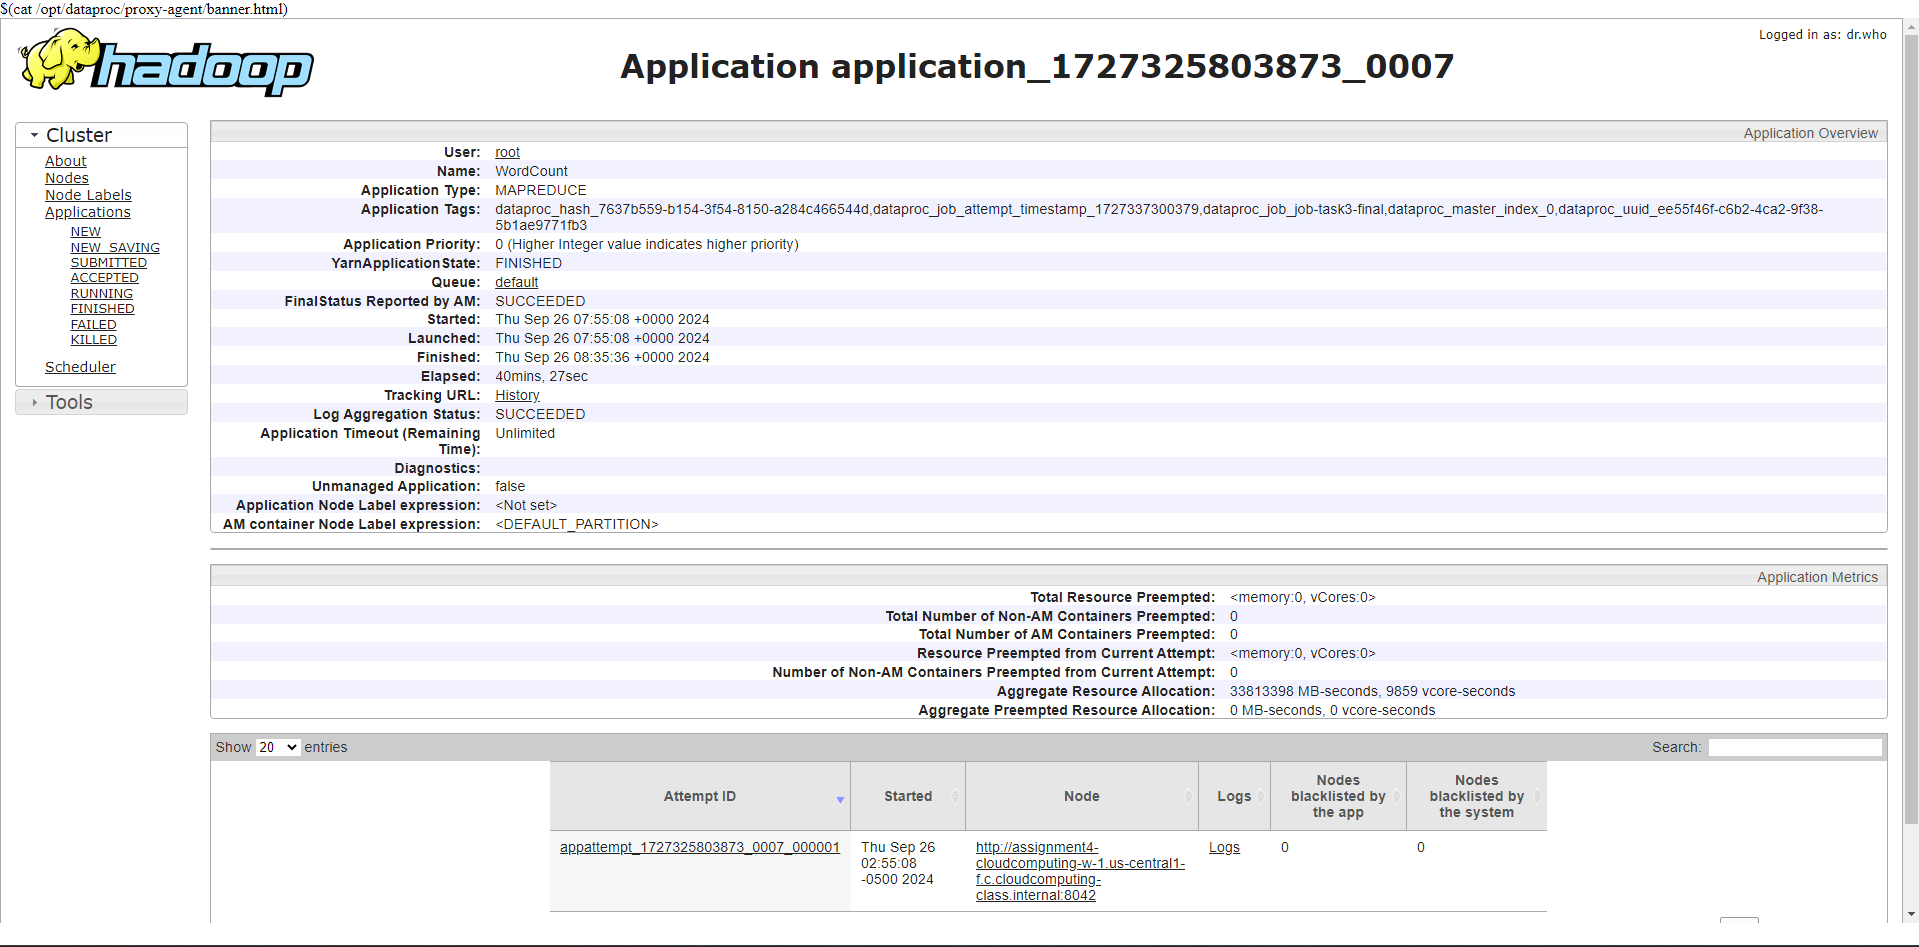 $(cat /opt/dataproc/proxy-agent/banner.html)
Logged in as: dr.who
hadoop
Application application_1727325803873_0007
Cluster
About
Nodes
Node Labels
Applications
NEW
NEW_SAVING
SUBMITTED
ACCEPTED
RUNNING
FINISHED
FAILED
KILLED
Scheduler
Tools
Application Overview
User: root
Name: WordCount
Application Type: MAPREDUCE
Application Tags: dataproc_hash_7637b559-b154-3f54-8150-a284c466544d,dataproc_job_attempt_timestamp_1727337300379,dataproc_job_job-task3-final,dataproc_master_index_0,dataproc_uuid_ee55f46f-c6b2-4ca2-9f38-
5b1ae9771fb3
Application Priority: 0 (Higher Integer value indicates higher priority)
YarnApplicationState: FINISHED
Queue: default
FinalStatus Reported by AM: SUCCEEDED
Started: Thu Sep 26 07:55:08 +0000 2024
Launched: Thu Sep 26 07:55:08 +0000 2024
Finished: Thu Sep 26 08:35:36 +0000 2024
Elapsed: 40mins, 27sec
Tracking URL: History
Log Aggregation Status: SUCCEEDED
Application Timeout (Remaining Unlimited
Time):
Diagnostics:
Unmanaged Application: false
Application Node Label expression: <Not set>
AM container Node Label expression: <DEFAULT_PARTITION>
Application Metrics
Total Resource Preempted: <memory:0, vCores:0>
Total Number of Non-AM Containers Preempted: 0
Total Number of AM Containers Preempted: 0
Resource Preempted from Current Attempt: <memory:0, vCores:0>
Number of Non-AM Containers Preempted from Current Attempt: 0
Aggregate Resource Allocation: 33813398 MB-seconds, 9859 vcore-seconds
Aggregate Preempted Resource Allocation: 0 MB-seconds, 0 vcore-seconds
Show 20 entries
Search:
Attempt ID
Started
Node
Logs
Nodes
blacklisted by
the app
Nodes
blacklisted by
the system
appattempt_1727325803873_0007_000001
Thu Sep 26
02:55:08
-0500 2024
http://assignment4-
cloudcomputing-w-1.us-central1-
f.c.cloudcomputing-
class.internal:8042
Logs
0
0